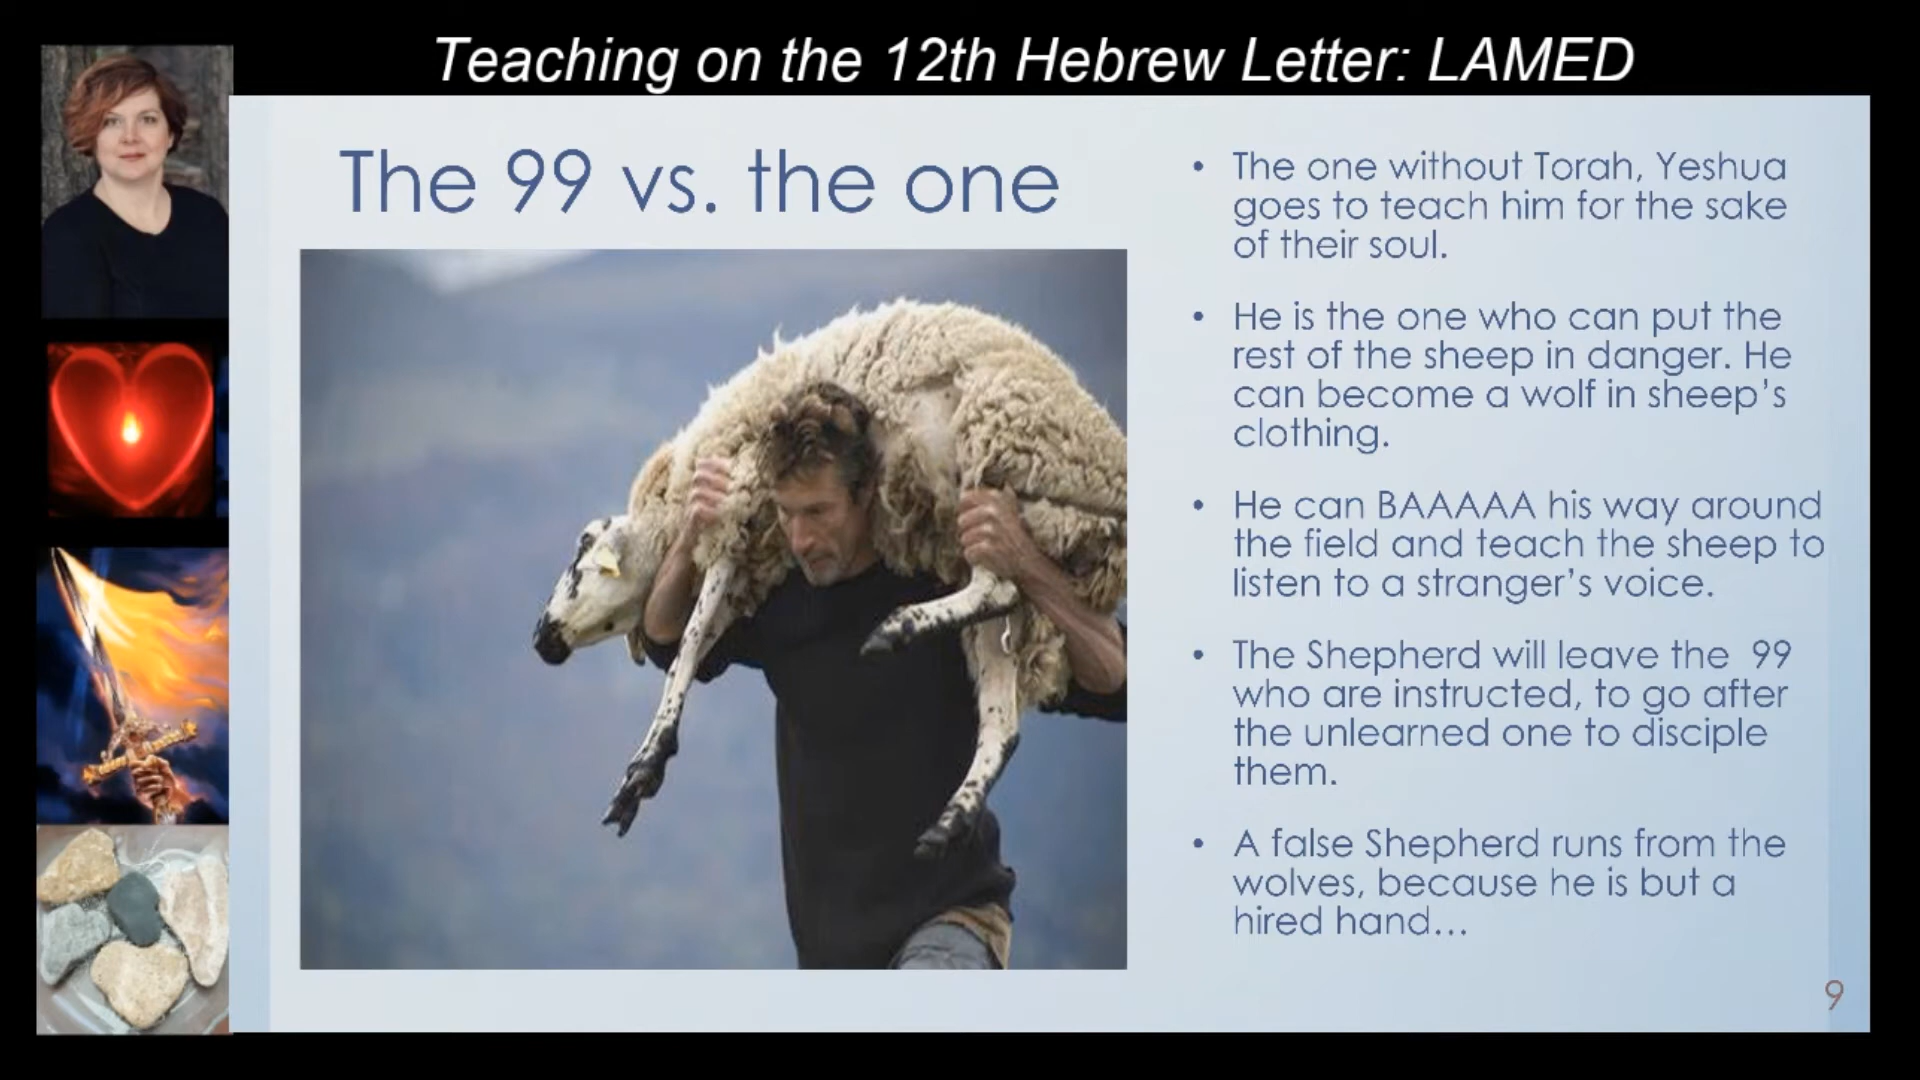 Teaching on the 12th Hebrew Letter: LAMED
The 99 vs. the one
• The one without Torah, Yeshua
goes to teach him for the sake
of their soul.
• He is the one who can put the
rest of the sheep in danger. He
can become a wolf in sheep's
clothing.
• He can BAAAAA his way around
the field and teach the sheep to
listen to a stranger's voice.
• The Shepherd will leave the  99
who are instructed, to go after
the unlearned one to disciple
them.
• A false Shepherd runs from the
wolves, because he is but a
hired hand…
9